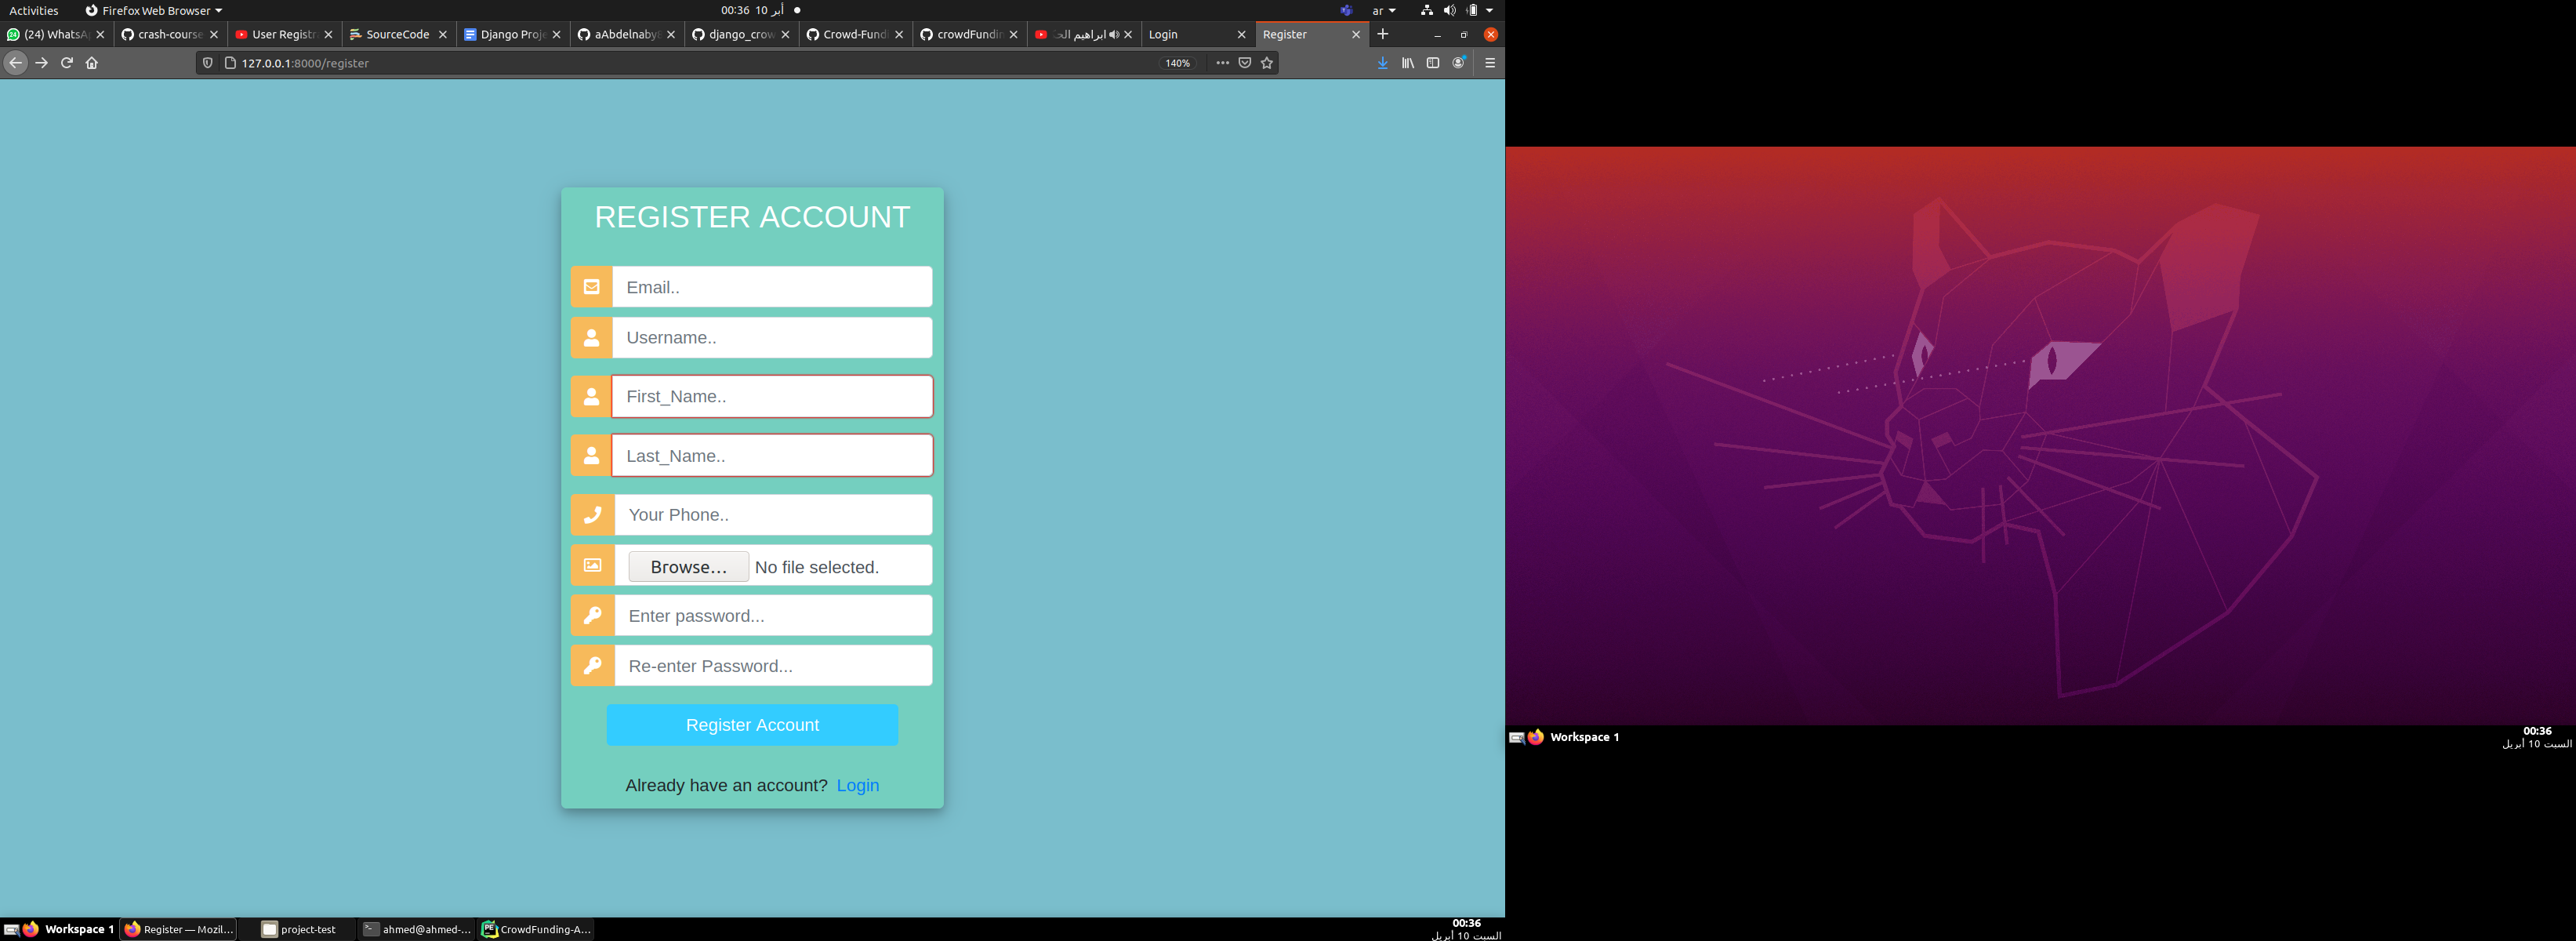 Activities
Firefox Web Browser
00:36 10 أبر
ar
(24) WhatsA
crash-course
User Registr
SourceCode
Django Proje
aAbdelnaby
django_crow
Crowd-Fund
crowdFundin
ابراهيم الح
Login
Register
127.0.0.1:8000/register
140%
REGISTER ACCOUNT
Email..
Username..
First_Name..
Last_Name..
Your Phone..
Browse... No file selected.
Enter password...
Re-enter Password...
Register Account
Already have an account? Login
Workspace 1
Register — Mozil...
project-test
ahmed@ahmed-...
CrowdFunding-A...
00:36
السبت 10 أبريل
Workspace 1
00:36
السبت 10 أبريل